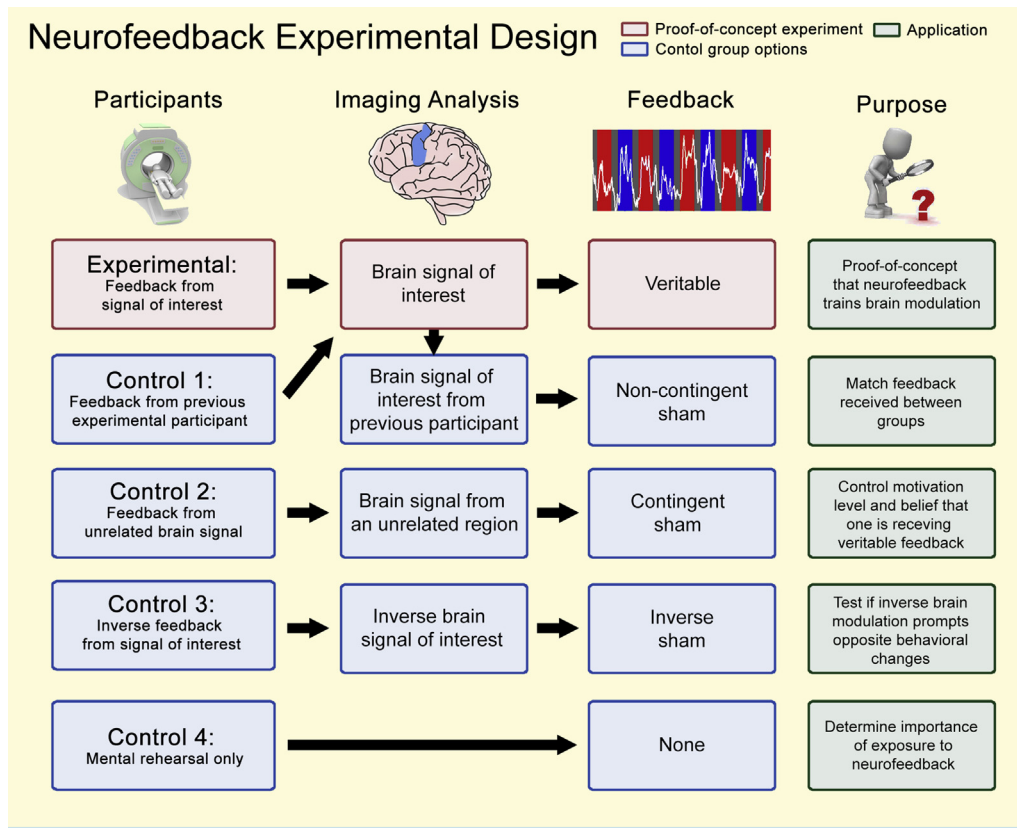 Neurofeedback Experimental Design
Proof-of-concept experiment
Application
Contol group options
Participants
Imaging Analysis
Feedback
Purpose
?
Experimental:
Feedback from
signal of interest
Brain signal of
interest
Veritable
Proof-of-concept
that neurofeedback
trains brain modulation
Control 1:
Feedback from previous
experimental participant
Brain signal of
interest from
previous participant
Non-contingent
sham
Match feedback
received between
groups
Control 2:
Feedback from
unrelated brain signal
Brain signal from
an unrelated region
Contingent
sham
Control motivation
level and belief that
one is receving
veritable feedback
Control 3:
Inverse feedback
from signal of interest
Inverse brain
signal of interest
Inverse
sham
Test if inverse brain
modulation prompts
opposite behavioral
changes
Control 4:
Mental rehearsal only
None
Determine importance
of exposure to
neurofeedback